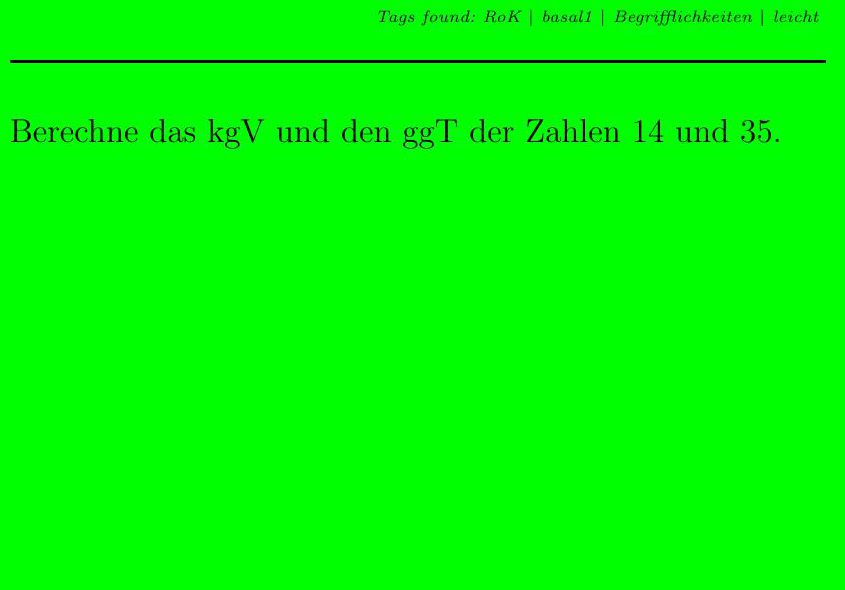 Tags found: RoK | basal1 | Begrifflichkeiten | leicht
Berechne das kgV und den ggT der Zahlen 14 und 35.